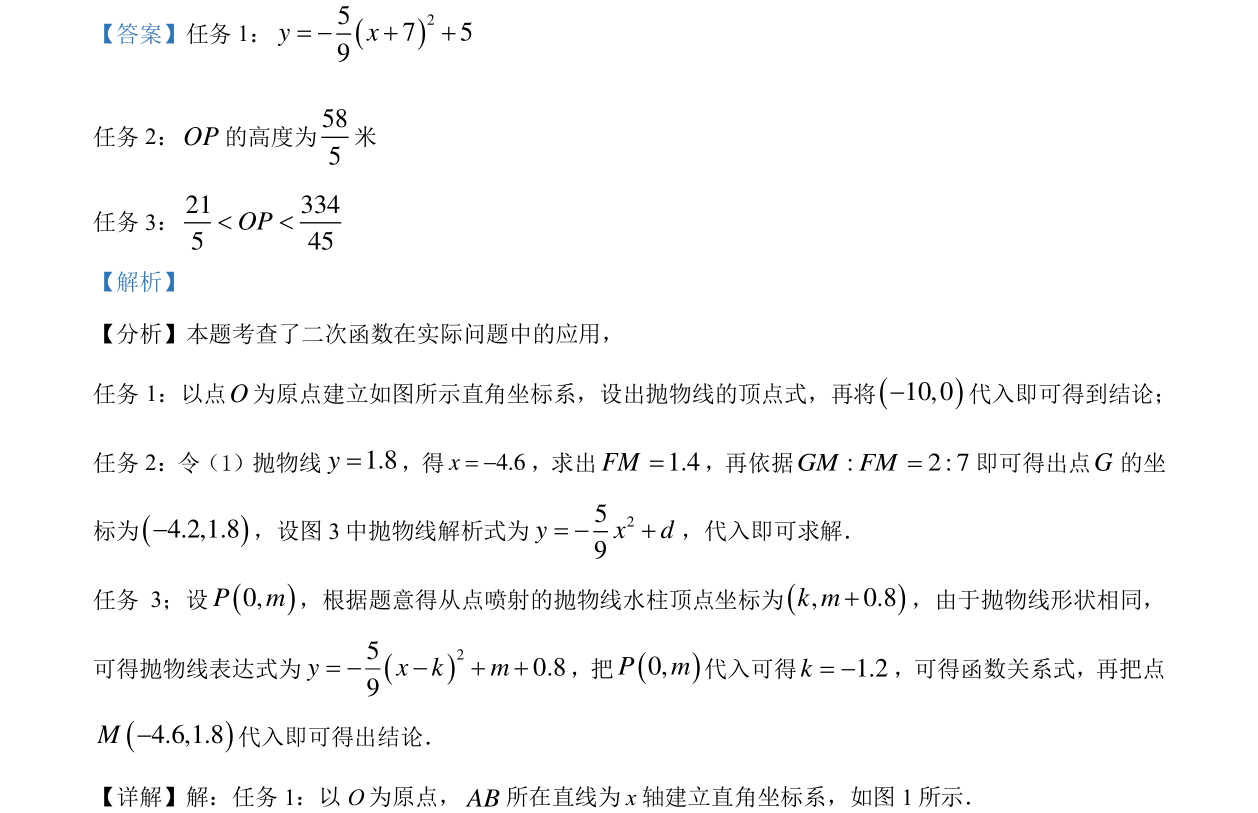 【答案】任务 1：y = −5/9(x+7)² + 5
任务 2：OP 的高度为 58/5 米
任务 3：21/5 < OP < 334/45
【解析】
【分析】本题考查了二次函数在实际问题中的应用，
任务 1：以点 O 为原点建立如图所示直角坐标系，设出抛物线的顶点式，再将(−10,0)代入即可得到结论；
任务 2：令（1）抛物线 y = 1.8，得 x = −4.6，求出 FM = 1.4，再依据 GM : FM = 2 : 7 即可得出点 G 的坐
标为(−4.2,1.8)，设图 3 中抛物线解析式为 y = −5/9 x² + d，代入即可求解．
任务 3；设 P(0,m)，根据题意得从点喷射的抛物线水柱顶点坐标为(k,m+0.8)，由于抛物线形状相同，
可得抛物线表达式为 y = −5/9(x−k)² + m + 0.8，把 P(0,m)代入可得 k = −1.2，可得函数关系式，再把点
M(−4.6,1.8)代入即可得出结论．
【详解】解：任务 1：以 O 为原点，AB 所在直线为 x 轴建立直角坐标系，如图 1 所示．